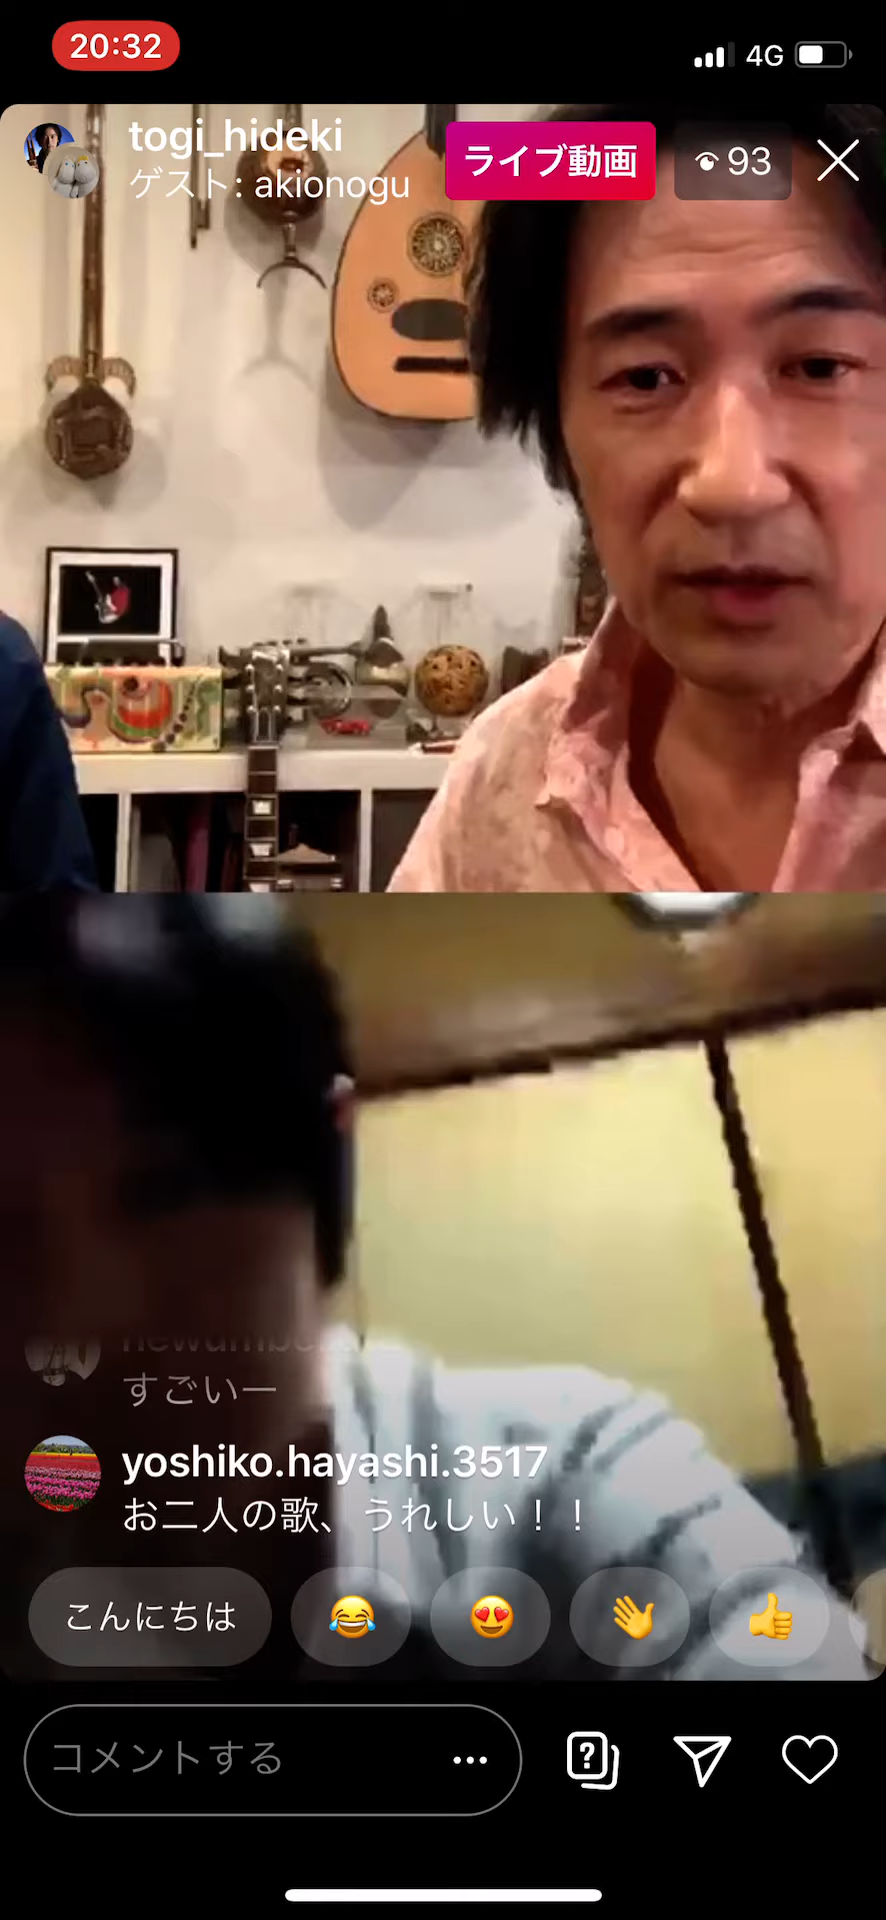 20:32
4G
togi_hideki
ゲスト: akionogu
ライブ動画
93
すごいー
yoshiko.hayashi.3517
お二人の歌、うれしい！！
こんにちは
コメントする